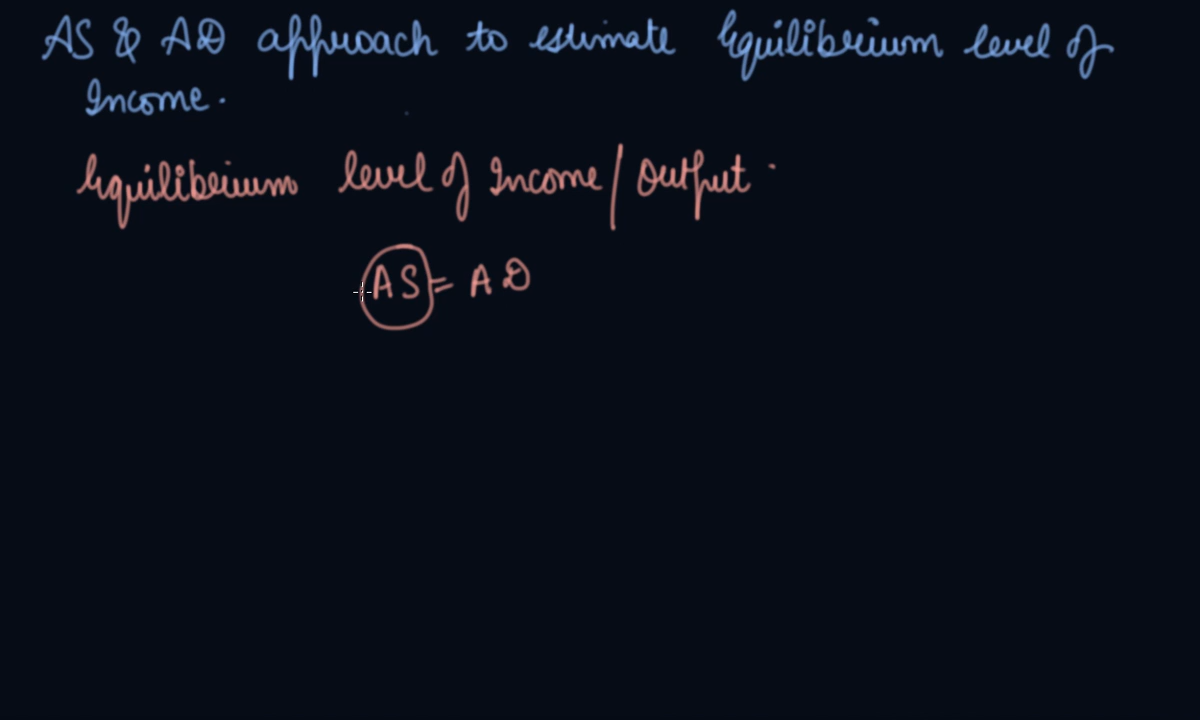 AS & AD approach to estimate Equilibrium level of
Income.
Equilibrium level of Income/Output.
AS = AD